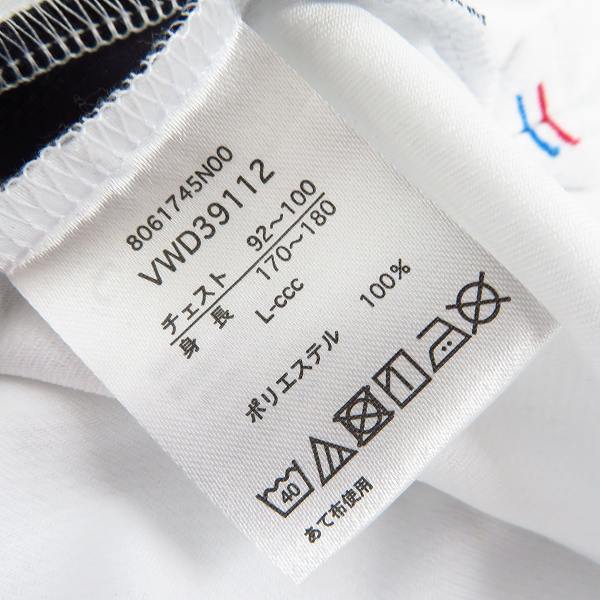 8061745N00
VWD39112
チェスト 92～100
身長 170～180
L-ccc
ポリエステル 100%
40
あて布使用